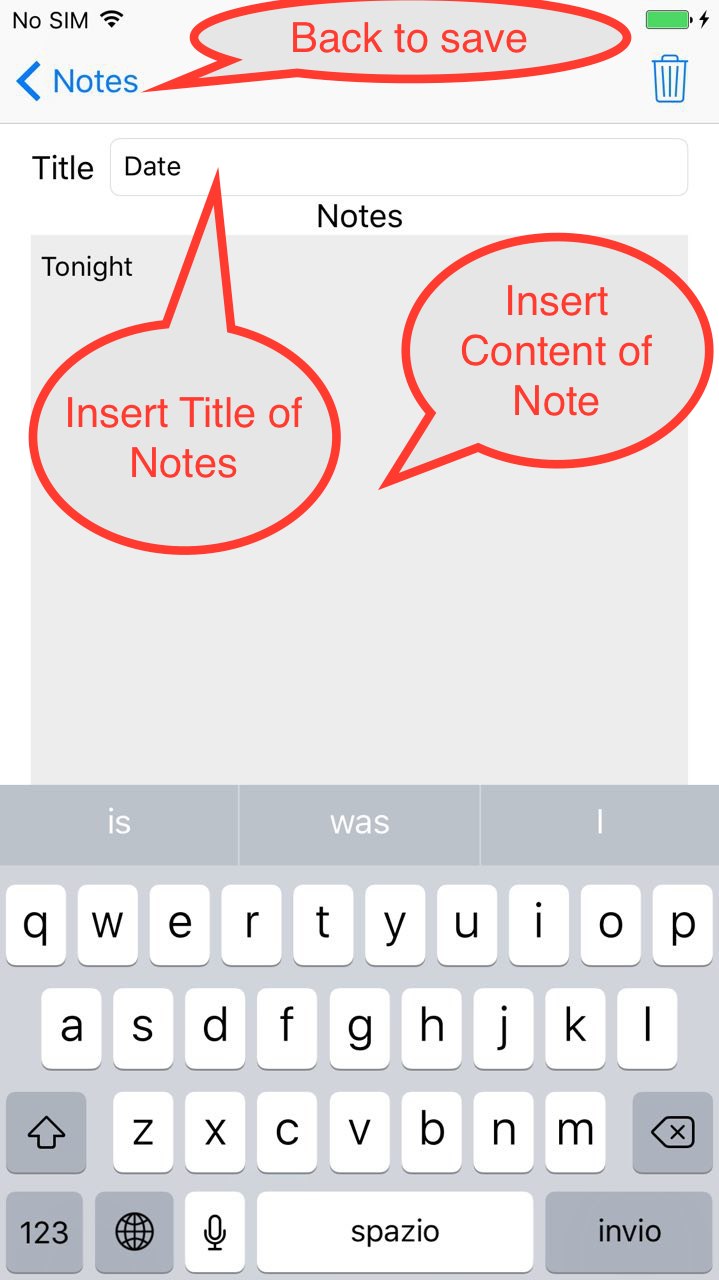 No SIM
Back to save
Notes
Title
Date
Notes
Tonight
Insert
Content of
Note
Insert Title of
Notes
is was I
q w e r t y u i o p
a s d f g h j k l
z x c v b n m
123 spazio invio